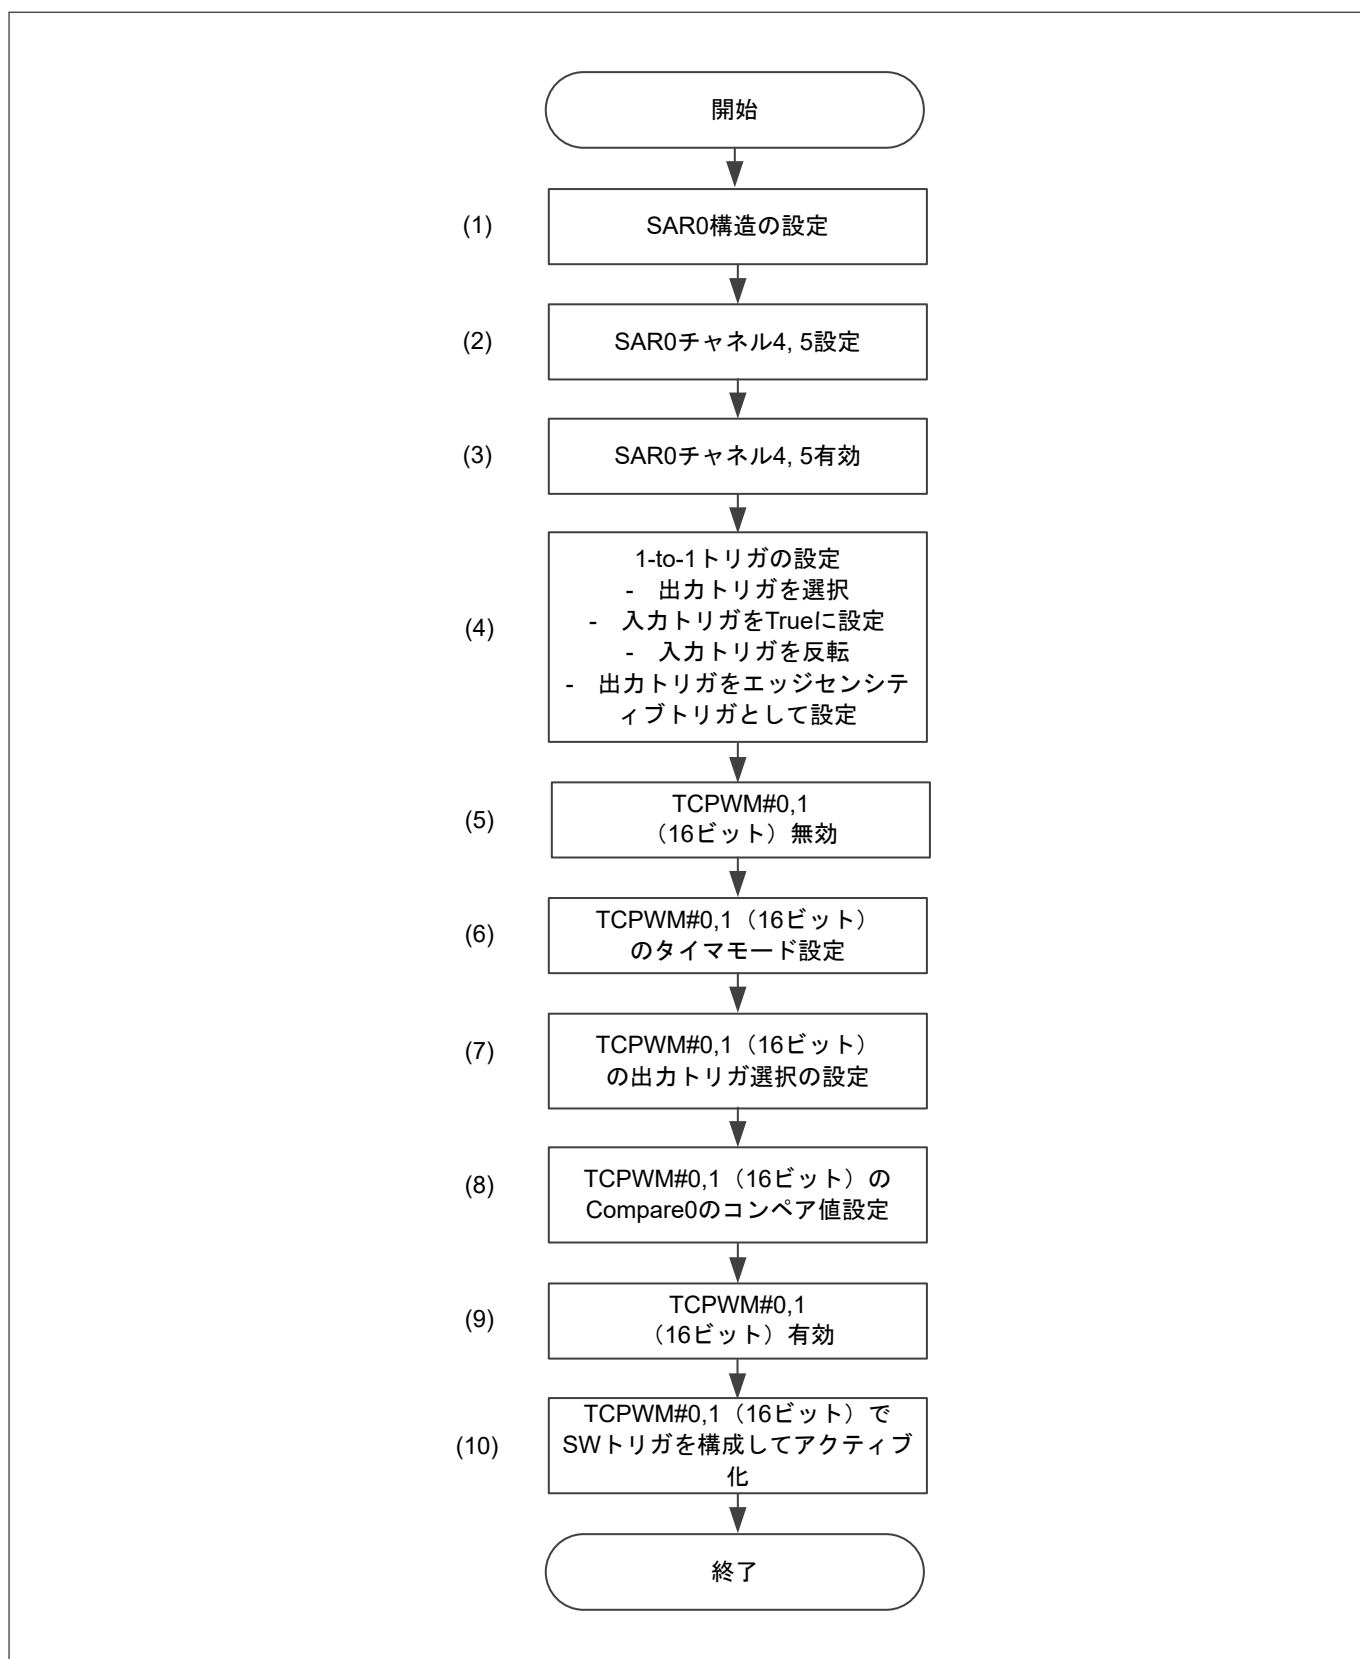 開始
(1)
SAR0構造の設定
(2)
SAR0チャネル4, 5設定
(3)
SAR0チャネル4, 5有効
(4)
1-to-1トリガの設定
- 出力トリガを選択
- 入力トリガをTrueに設定
- 入力トリガを反転
- 出力トリガをエッジセンシテ
ィブトリガとして設定
(5)
TCPWM#0,1
（16ビット）無効
(6)
TCPWM#0,1（16ビット）
のタイマモード設定
(7)
TCPWM#0,1（16ビット）
の出力トリガ選択の設定
(8)
TCPWM#0,1（16ビット）の
Compare0のコンペア値設定
(9)
TCPWM#0,1
（16ビット）有効
(10)
TCPWM#0,1（16ビット）で
SWトリガを構成してアクティブ
化
終了